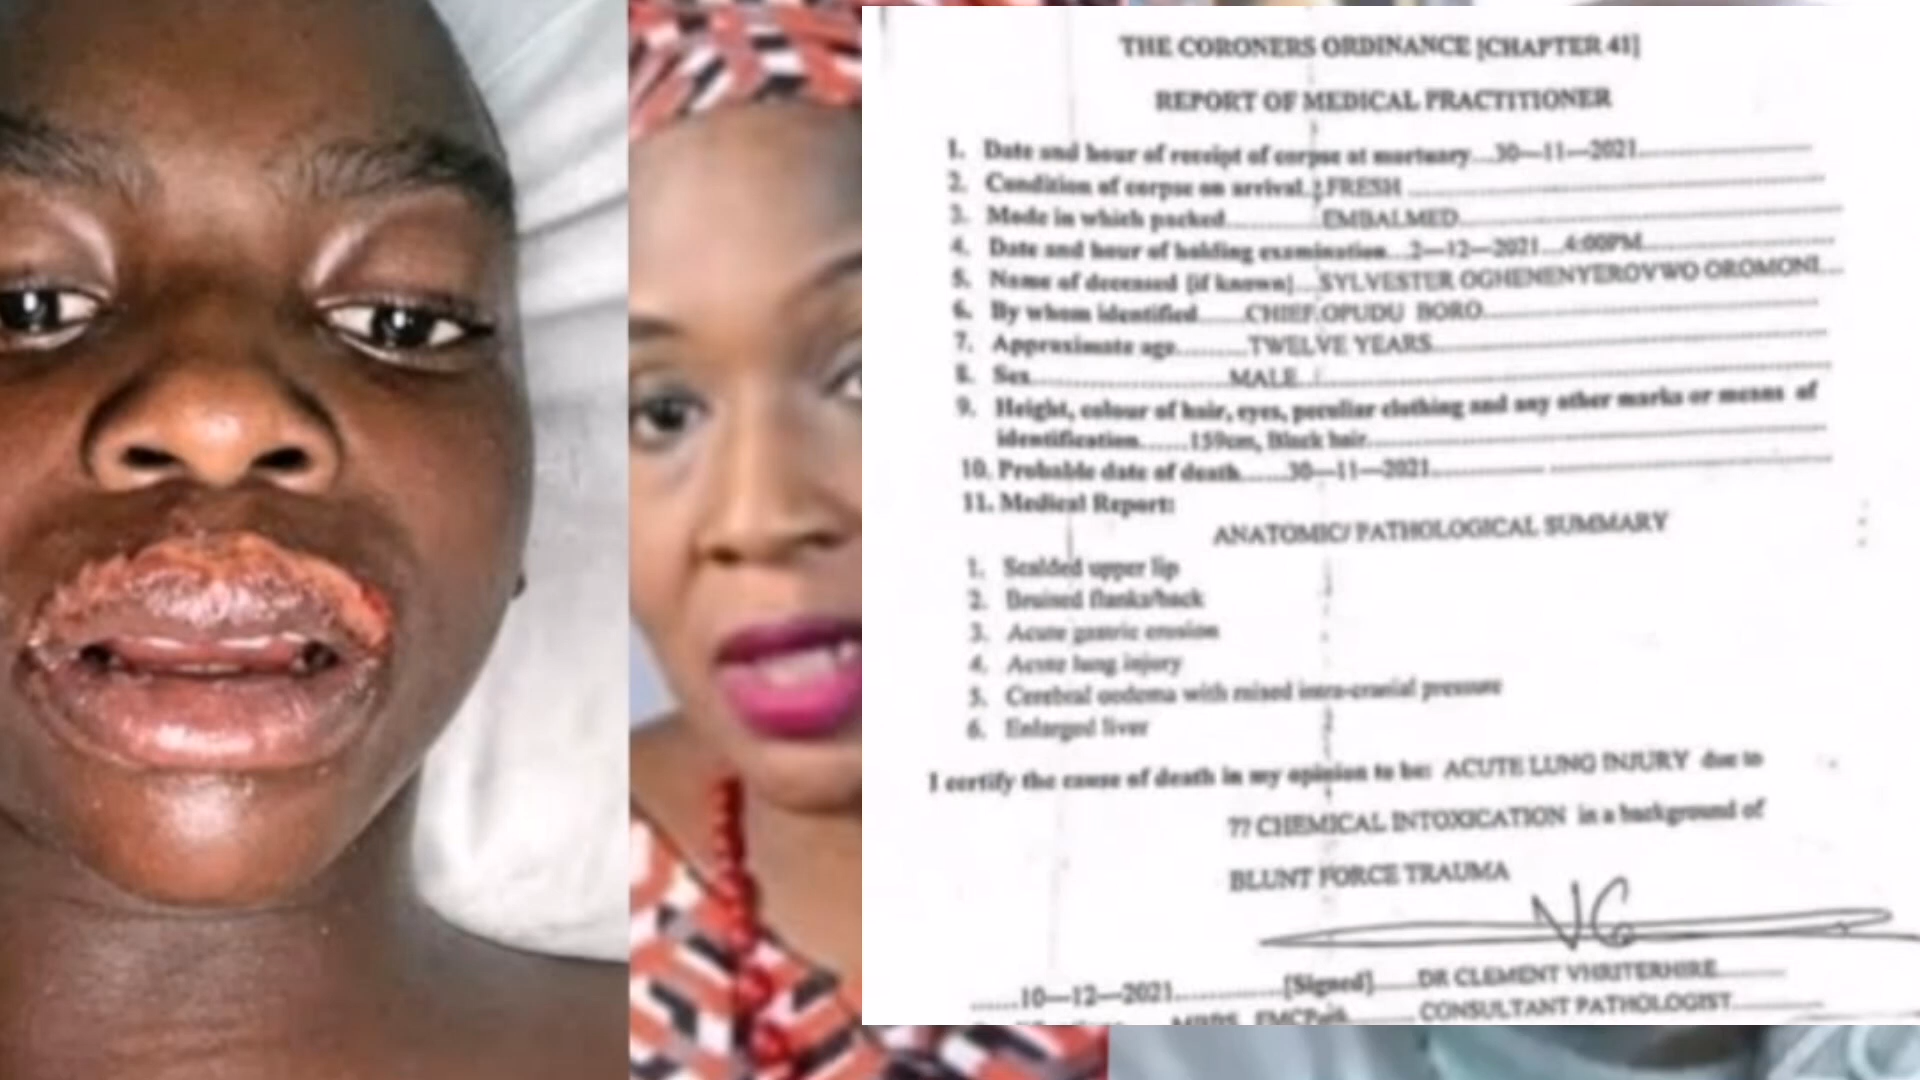 THE CORONERS ORDINANCE [CHAPTER 41]
REPORT OF MEDICAL PRACTITIONER
1. Date and hour of receipt of corpse at mortuary...30—11—2021
2. Condition of corpse on arrival.:FRESH
3. Mode in which packed............EMBALMED
4. Date and hour of holding examination...2—12—2021...4:00PM
5. Name of deceased [if known]....SYLVESTER OGHENENYEROVWO OROMONI...
6. By whom identified.......CHIEF OPUDU BORO
7. Approximate age..........TWELVE YEARS
8. Sex............MALE
9. Height, colour of hair, eyes, peculiar clothing and any other marks or means of
identification......159cm, Black hair
10. Probable date of death......30—11—2021
11. Medical Report:
ANATOMIC/ PATHOLOGICAL SUMMARY
1. Scalded upper lip
2. Bruised flanks/back
3. Acute gastric erosion
4. Acute lung injury
5. Cerebral oedema with raised intra-cranial pressure
6. Enlarged liver
I certify the cause of death in my opinion to be: ACUTE LUNG INJURY due to
?? CHEMICAL INTOXICATION in a background of
BLUNT FORCE TRAUMA
......10—12—2021...............[Signed].....DR CLEMENT VHRITERHIRE
CONSULTANT PATHOLOGIST